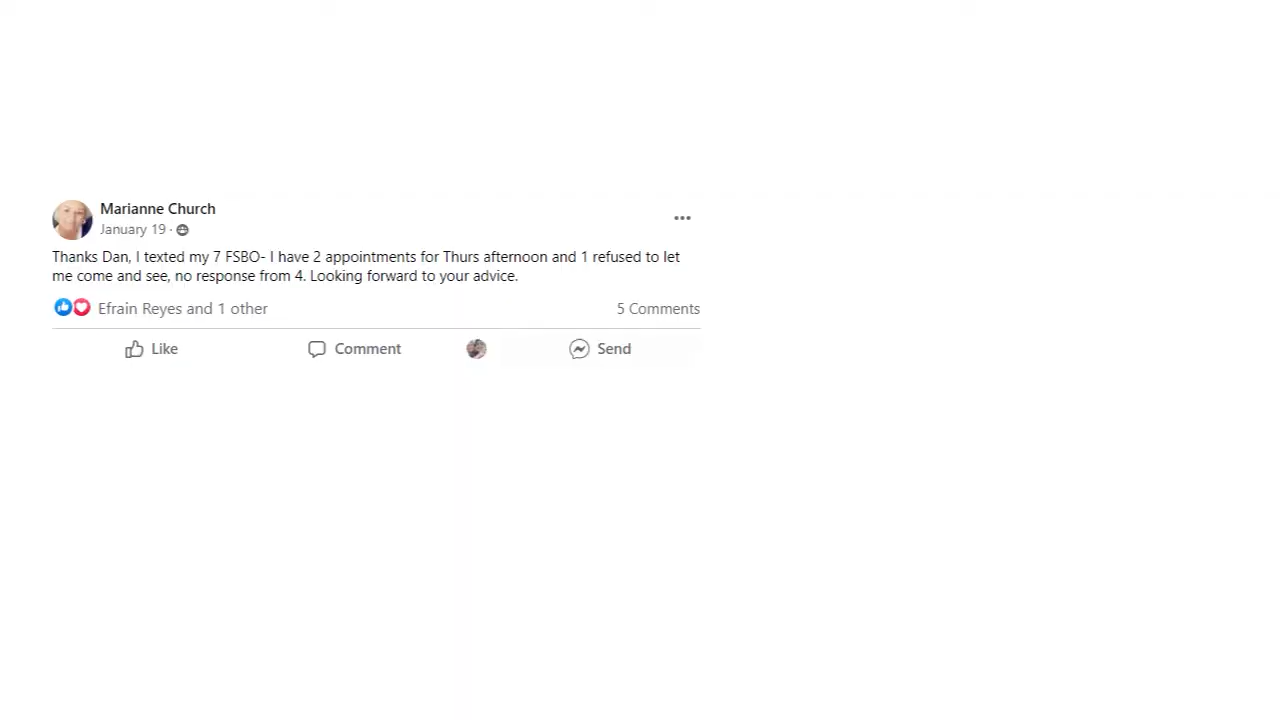 Marianne Church
January 19 ·
Thanks Dan, I texted my 7 FSBO- I have 2 appointments for Thurs afternoon and 1 refused to let
me come and see, no response from 4. Looking forward to your advice.
Efrain Reyes and 1 other 5 Comments
Like Comment Send